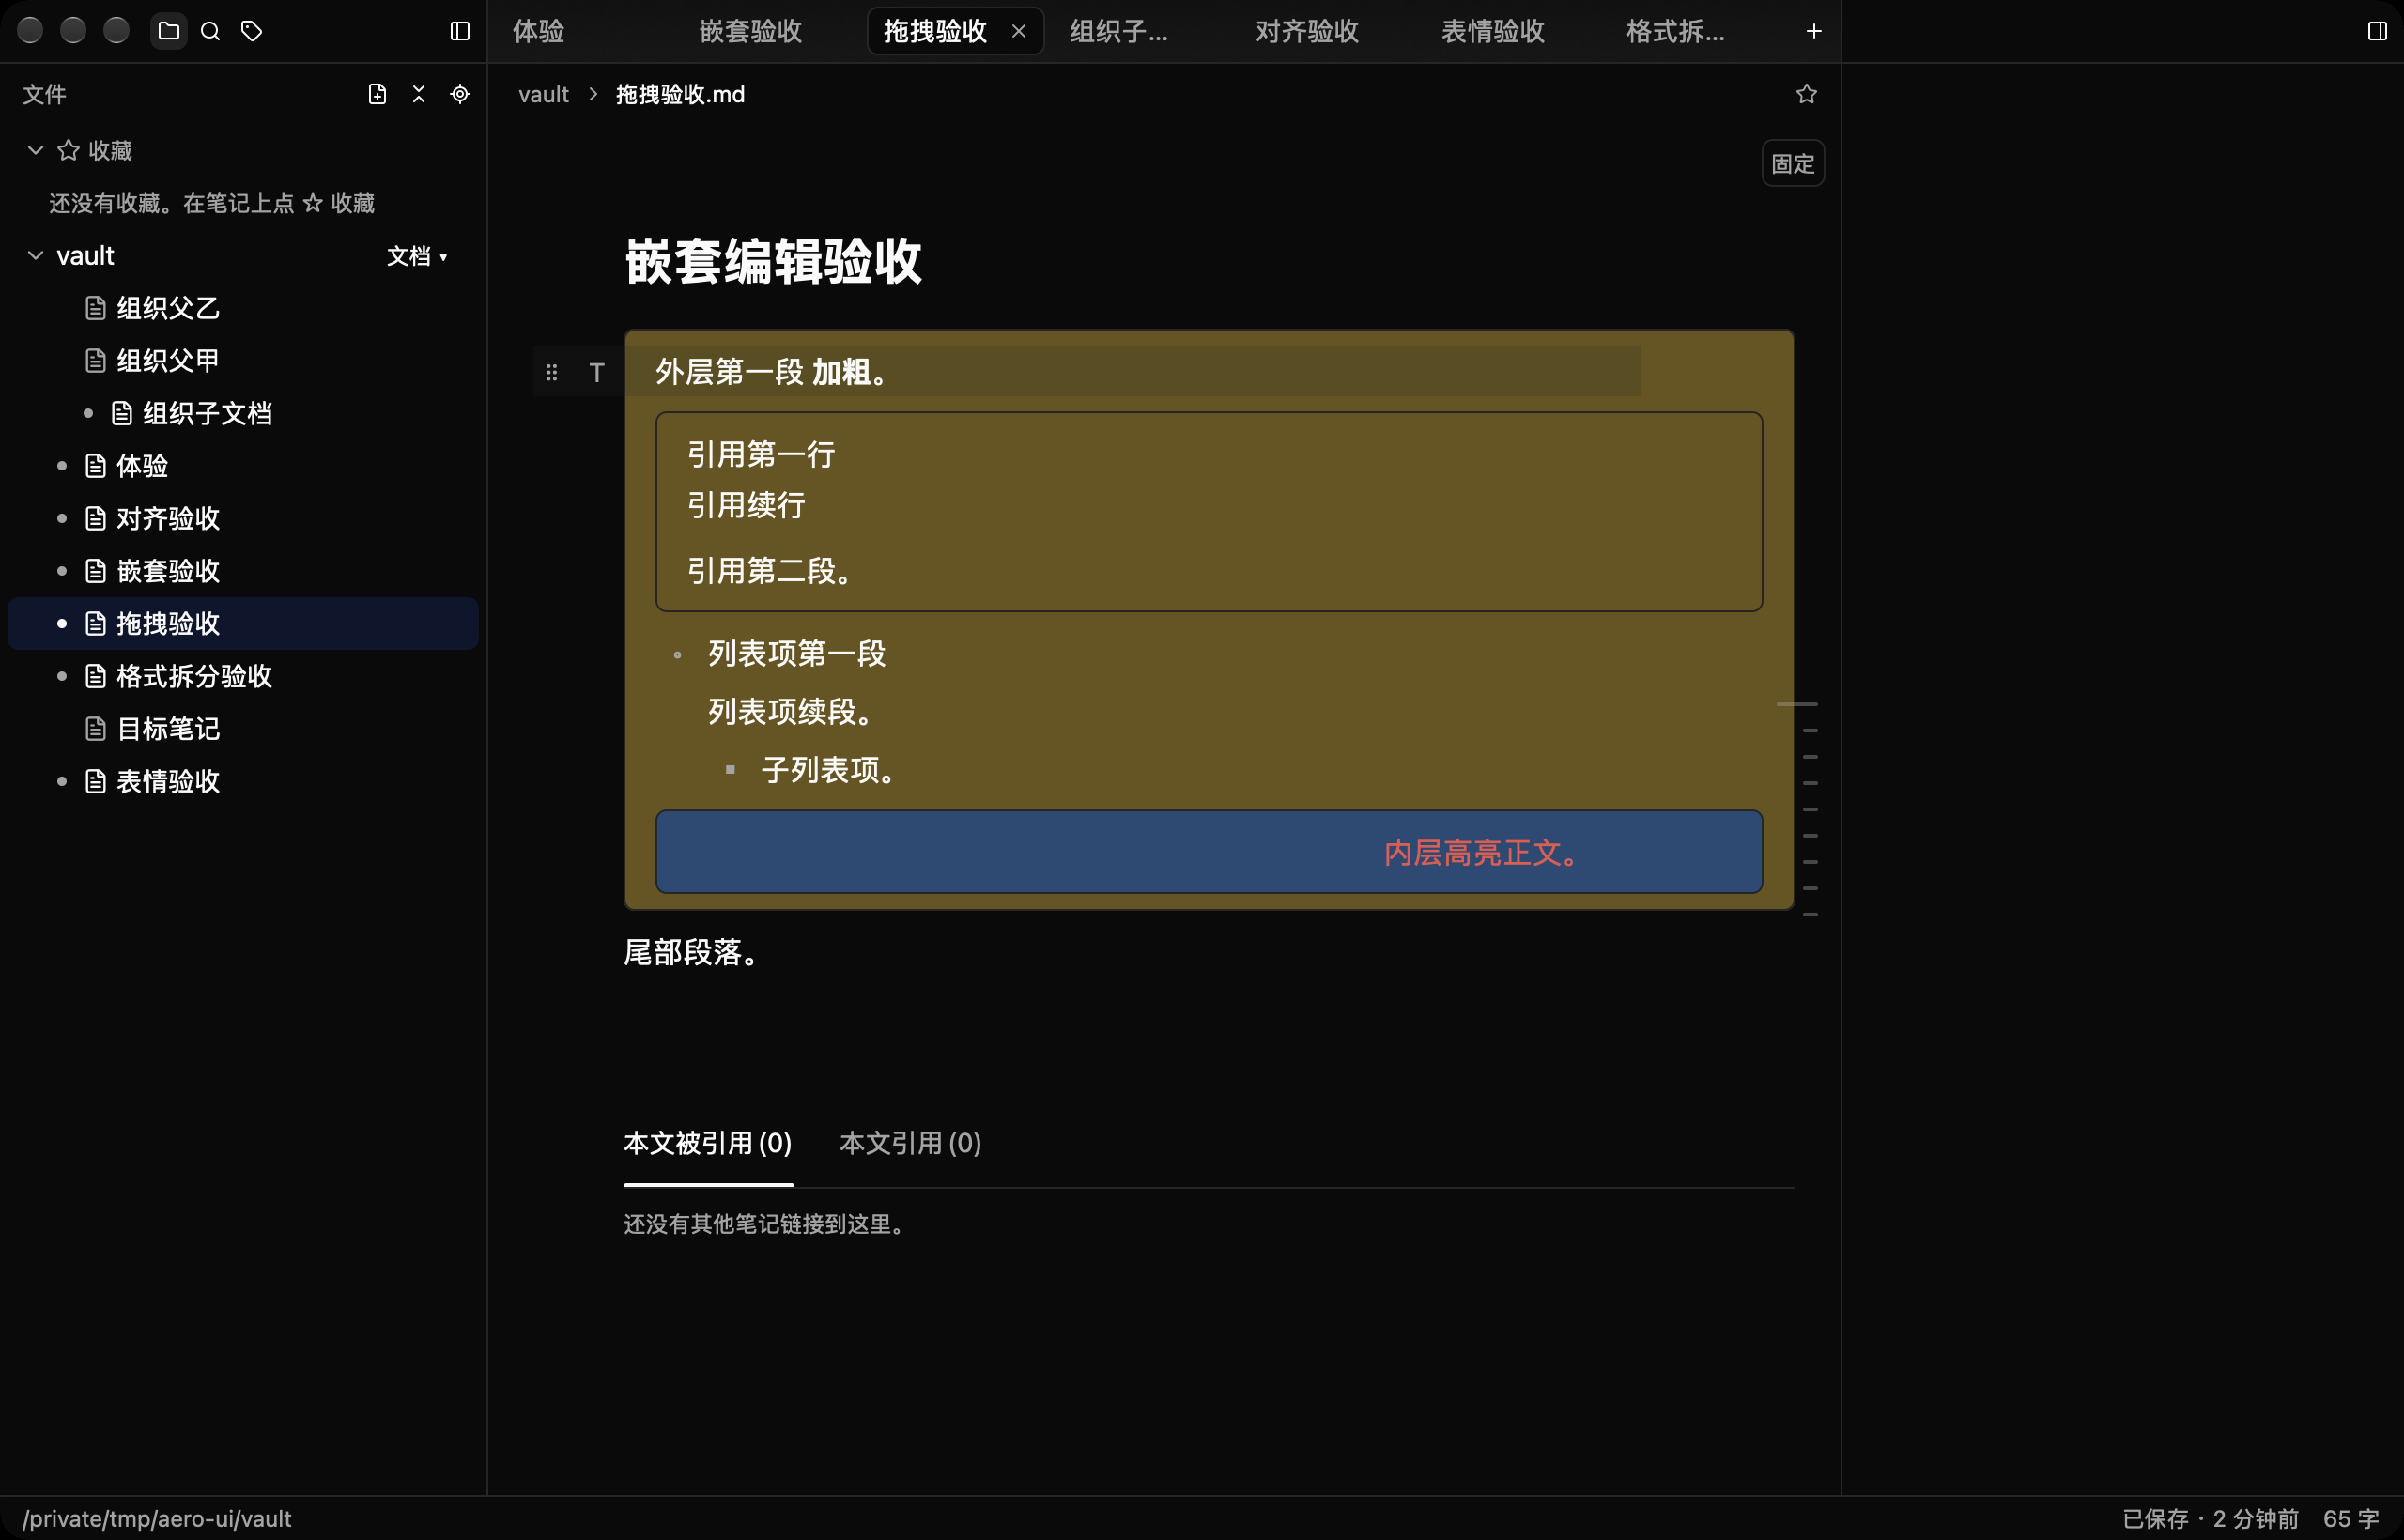 体验
嵌套验收
拖拽验收
组织子...
对齐验收
表情验收
格式拆...
文件
收藏
还没有收藏。在笔记上点 ☆ 收藏
vault
文档
组织父乙
组织父甲
组织子文档
体验
对齐验收
嵌套验收
拖拽验收
格式拆分验收
目标笔记
表情验收
vault > 拖拽验收.md
固定
嵌套编辑验收
T
外层第一段 加粗。
引用第一行
引用续行
引用第二段。
列表项第一段
列表项续段。
子列表项。
内层高亮正文。
尾部段落。
本文被引用 (0)
本文引用 (0)
还没有其他笔记链接到这里。
/private/tmp/aero-ui/vault
已保存 · 2 分钟前
65 字